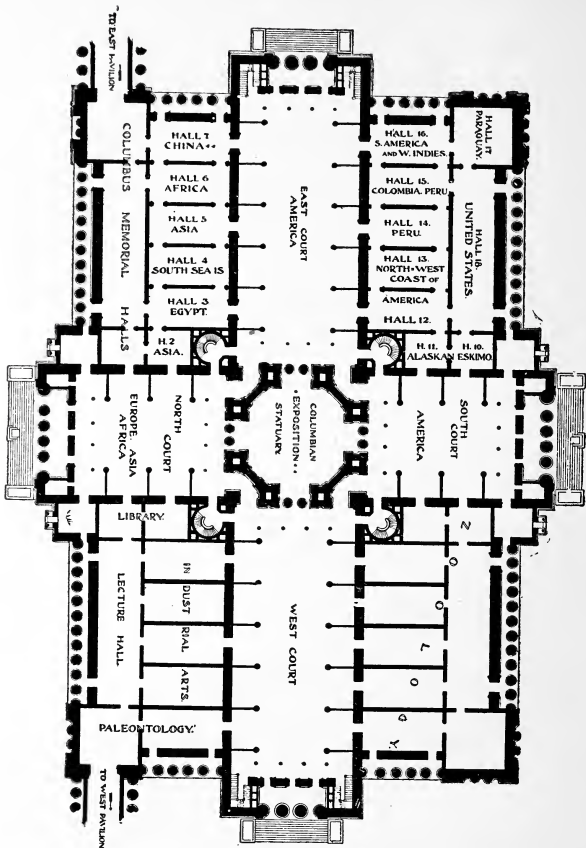 TO EAST PAVILION
COLUMBUS MEMORIAL HALLS
HALL 7
CHINA
HALL 6
AFRICA
HALL 5
ASIA
HALL 4
SOUTH SEA IS
HALL 3
EGYPT.
H. 2
ASIA.
EAST COURT
AMERICA
HALL 16.
S. AMERICA
AND W. INDIES.
HALL 15.
COLOMBIA. PERU
HALL 14.
PERU.
HALL 13.
NORTH-WEST
COAST OF
AMERICA
HALL 12.
H. 11.
ALASKAN
H. 10.
ESKIMO.
HALL 17
PARAGUAY.
HALL 18.
UNITED STATES.
NORTH COURT
EUROPE. ASIA
AFRICA
COLUMBIAN
EXPOSITION
STATUARY.
SOUTH COURT
AMERICA
LIBRARY.
LECTURE HALL.
INDUSTRIAL ARTS.
WEST COURT
ZOOLOGY.
PALEONTOLOGY.
TO WEST PAVILION